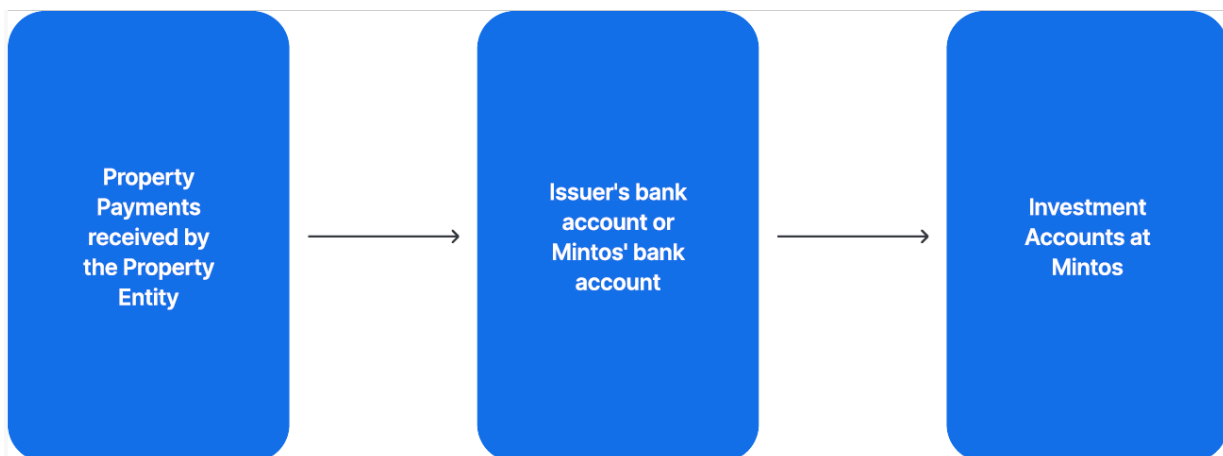 Property
Payments
received by
the Property
Entity
Issuer's bank
account or
Mintos' bank
account
Investment
Accounts at
Mintos